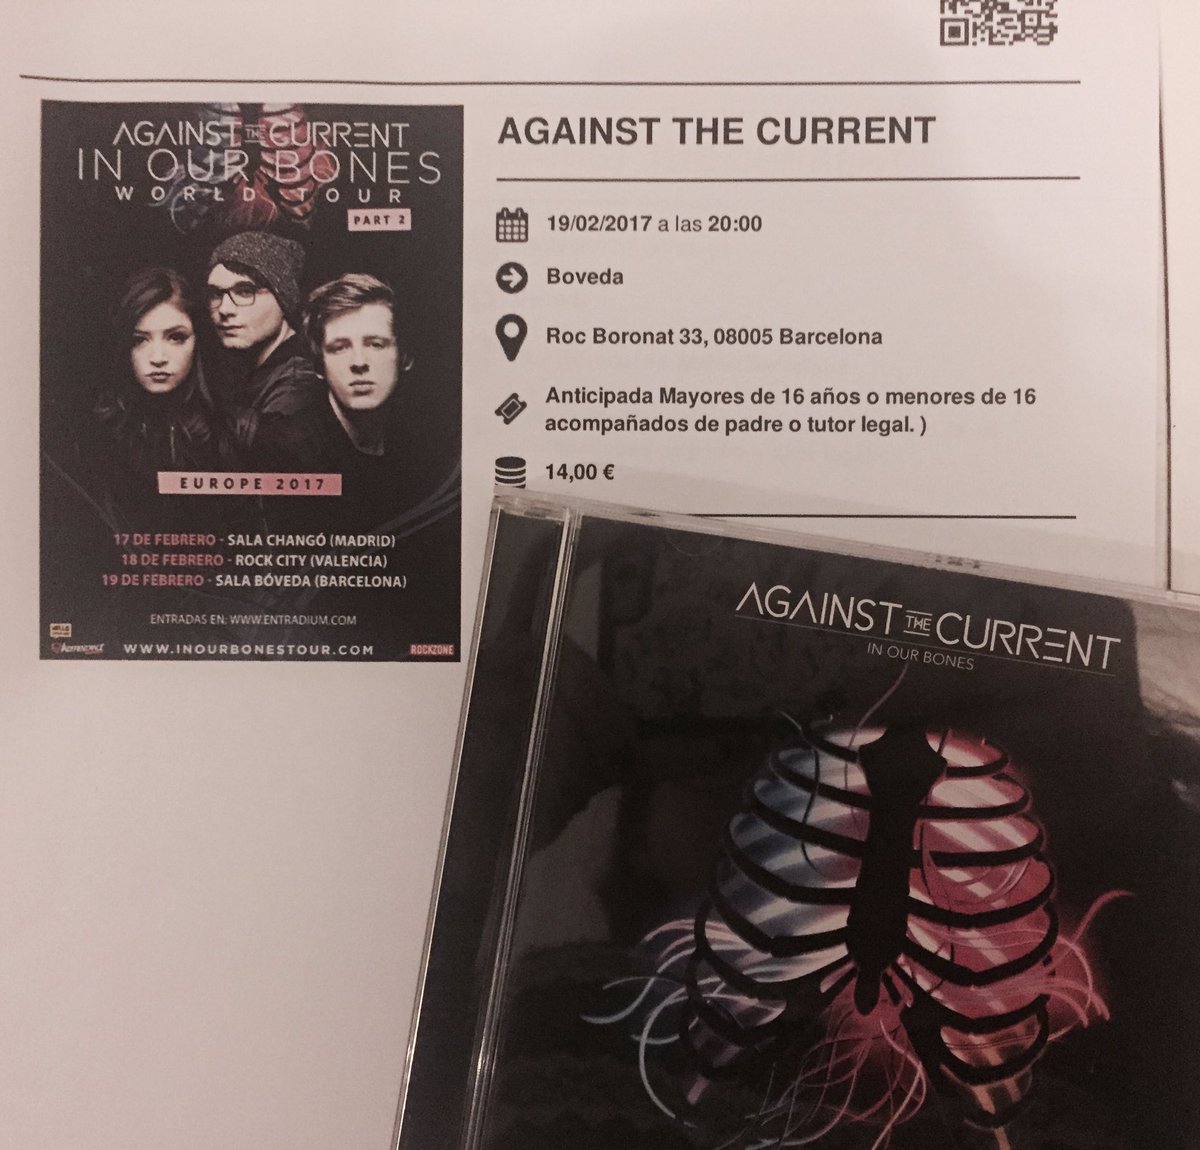 AGAINST THE CURRENT
IN OUR BONES
WORLD TOUR
PART 2
EUROPE 2017
17 DE FEBRERO - SALA CHANGÓ (MADRID)
18 DE FEBRERO - ROCK CITY (VALENCIA)
19 DE FEBRERO - SALA BÓVEDA (BARCELONA)
ENTRADAS EN: WWW.ENTRADIUM.COM
WWW.INOURBONESTOUR.COM
ROCKZONE
AGAINST THE CURRENT
19/02/2017 a las 20:00
Boveda
Roc Boronat 33, 08005 Barcelona
Anticipada Mayores de 16 años o menores de 16
acompañados de padre o tutor legal. )
14,00 €
AGAINST THE CURRENT
IN OUR BONES